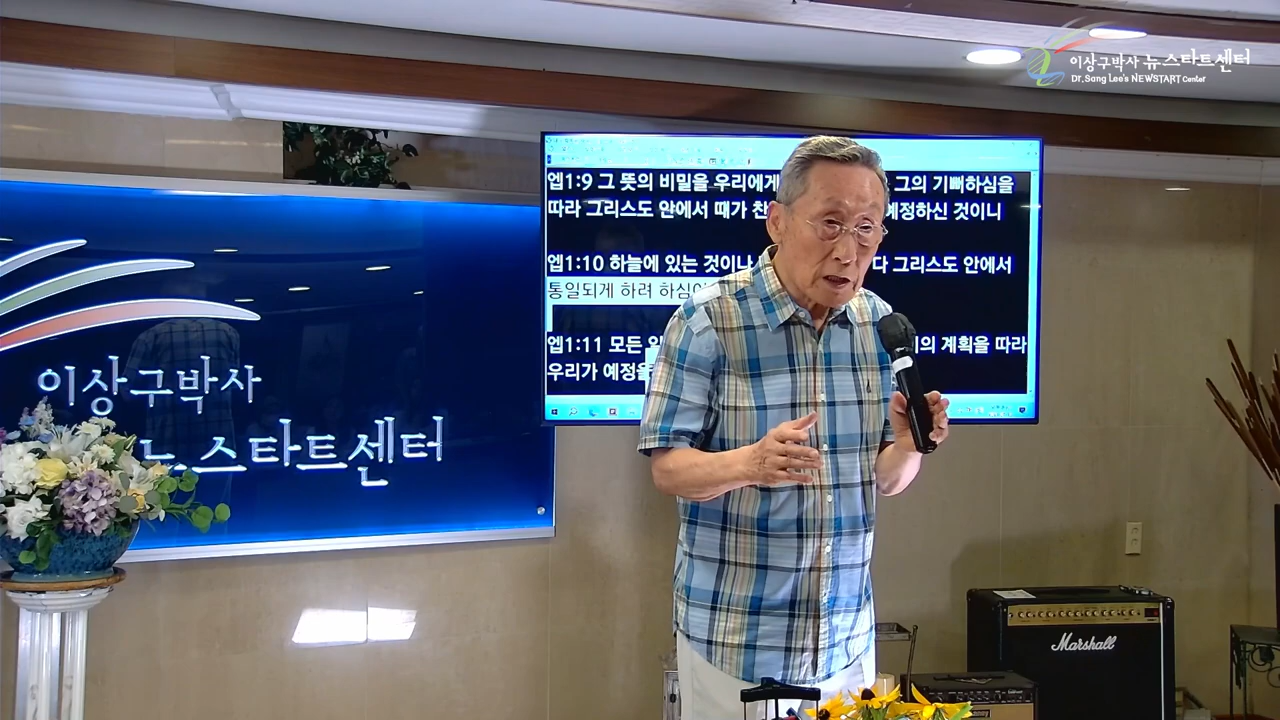 이상구박사 뉴스타트센터
Dr. Sang Lee's NEWSTART Center
엡1:9 그 뜻의 비밀을 우리에게 그의 기뻐하심을
따라 그리스도 안에서 때가 찬 예정하신 것이니
엡1:10 하늘에 있는 것이나 다 그리스도 안에서
통일되게 하려 하심이
엡1:11 모든 계획을 따라
우리가 예정을
이상구박사
뉴스타트센터
Marshall